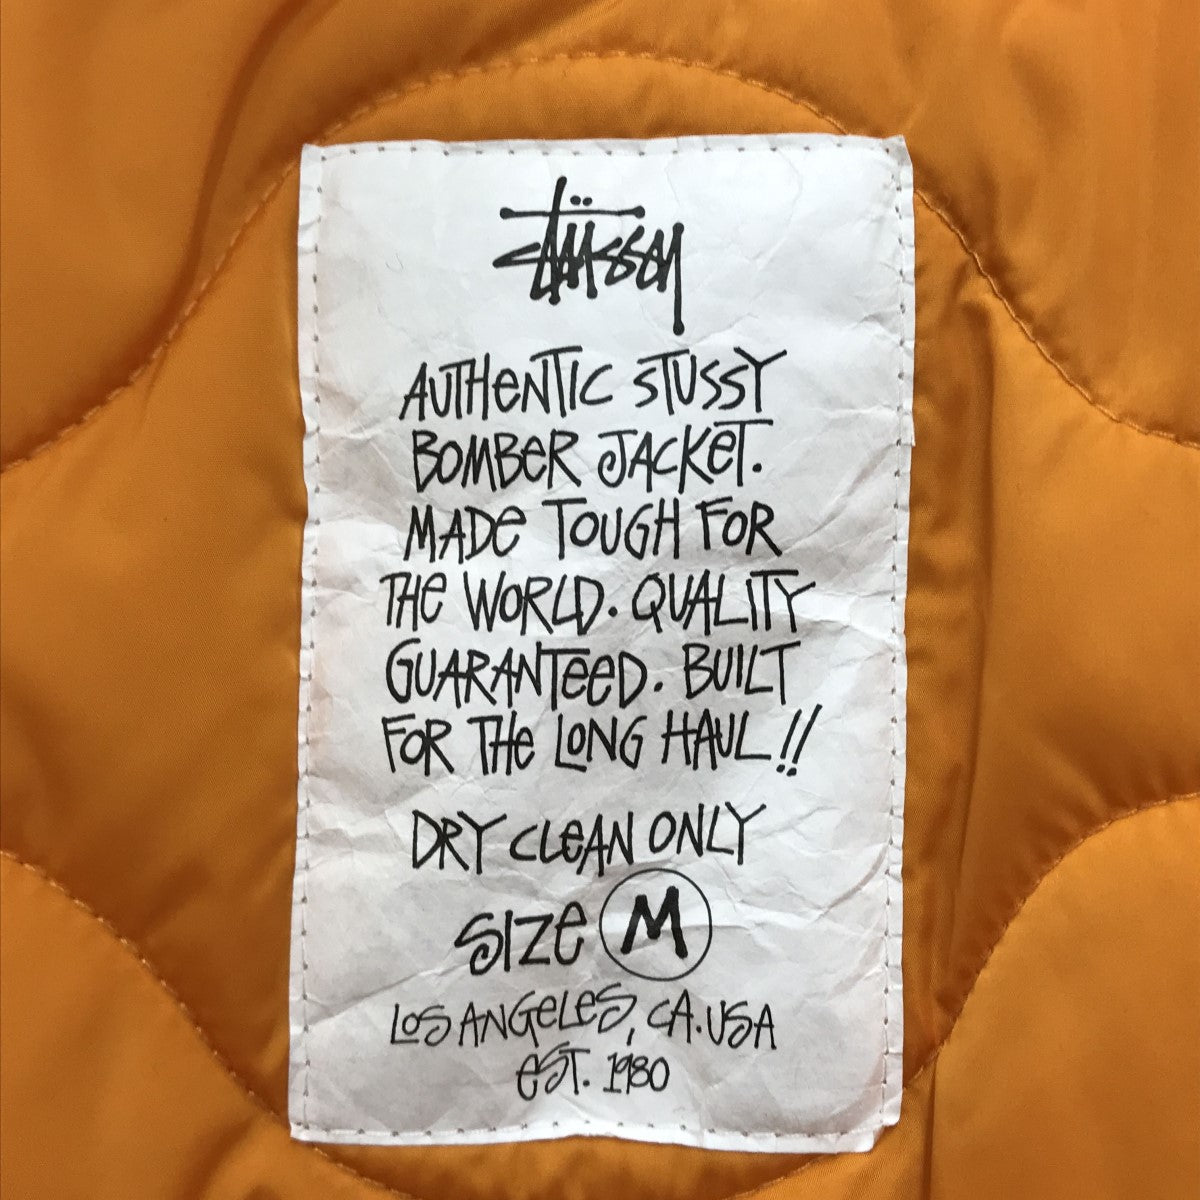 Stüssy
AUTHENTIC STUSSY
BOMBER JACKET.
MADE TOUGH FOR
THE WORLD. QUALITY
GUARANTEED. BUILT
FOR THE LONG HAUL!!
DRY CLEAN ONLY
SIZE M
LOS ANGELES, CA. USA
EST. 1980